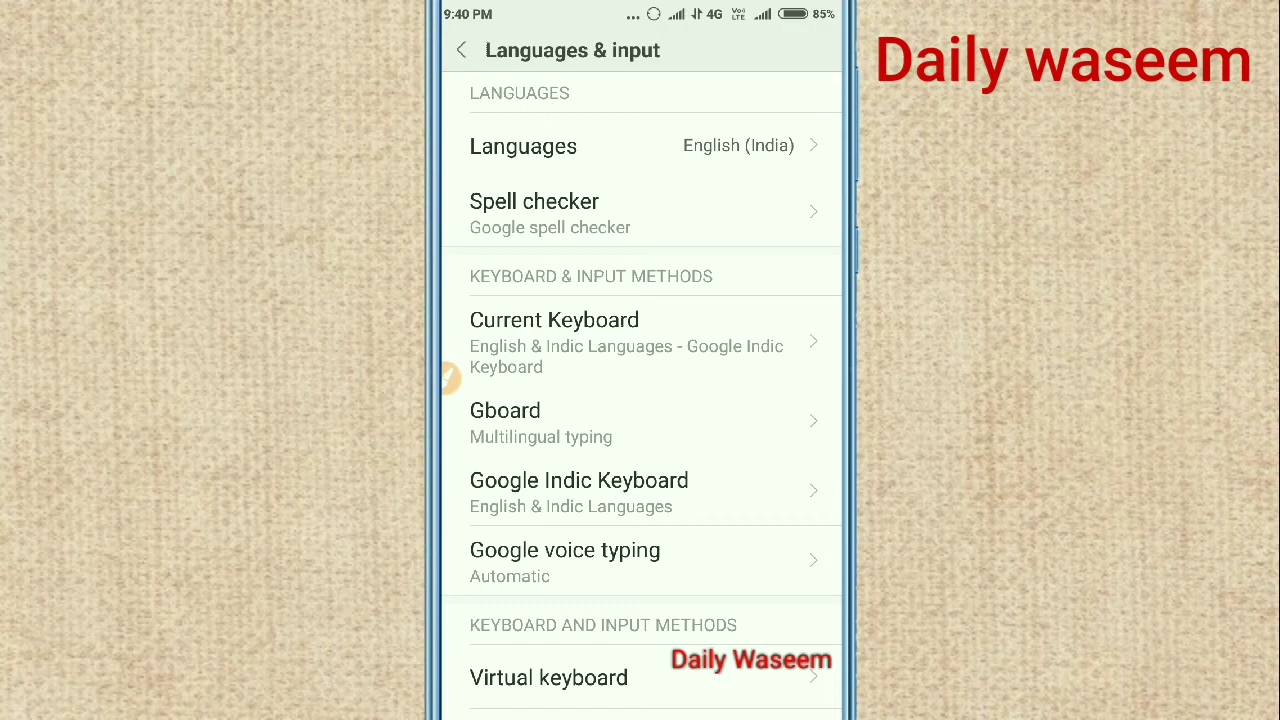 9:40 PM ... 4G VoLTE 85%
Daily waseem
Languages & input
LANGUAGES
Languages English (India)
Spell checker
Google spell checker
KEYBOARD & INPUT METHODS
Current Keyboard
English & Indic Languages - Google Indic
Keyboard
Gboard
Multilingual typing
Google Indic Keyboard
English & Indic Languages
Google voice typing
Automatic
KEYBOARD AND INPUT METHODS
Daily Waseem
Virtual keyboard